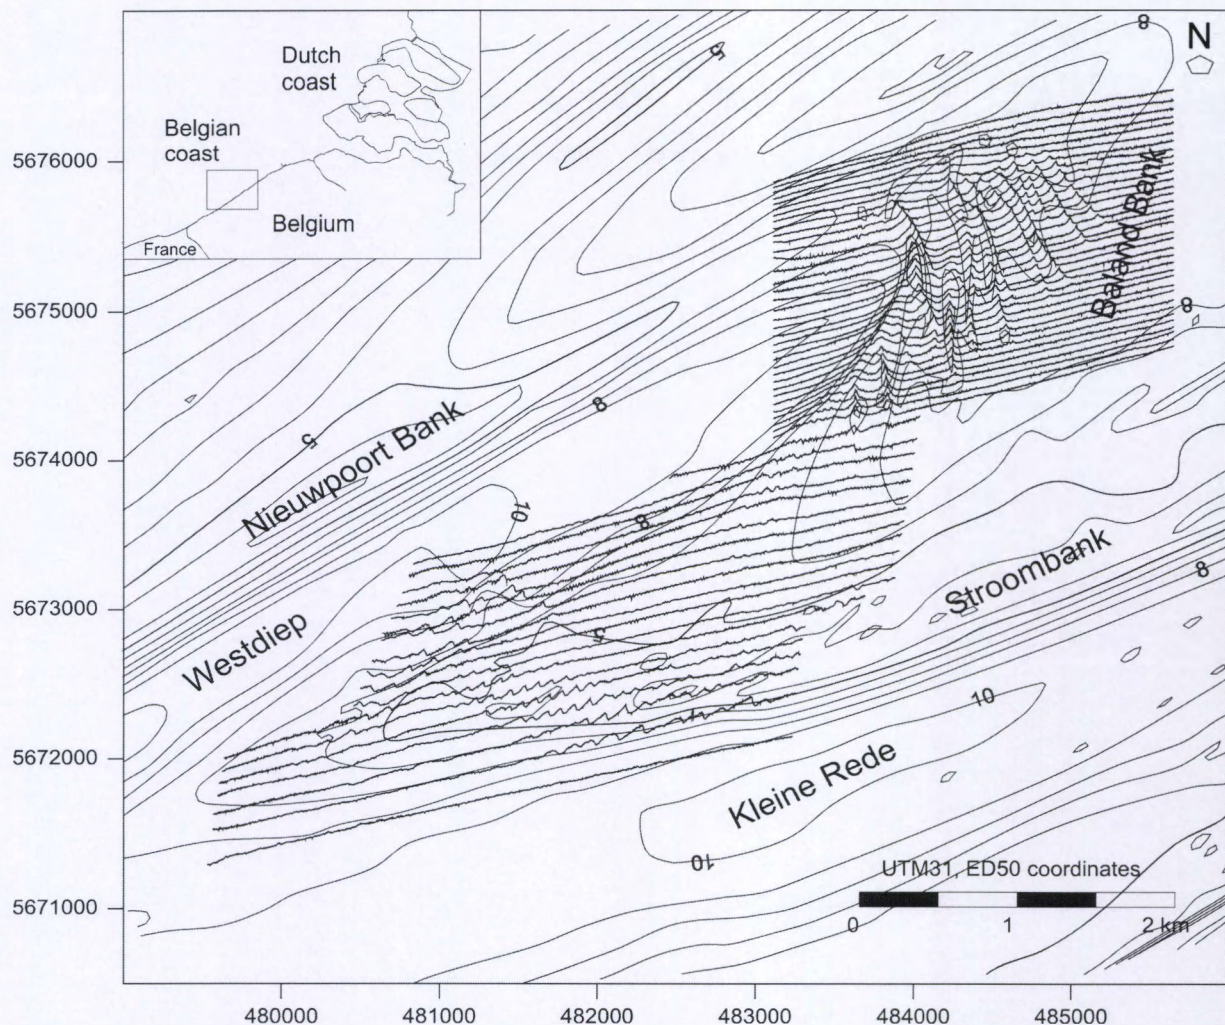 Dutch
coast
Belgian
coast
Belgium
France
N
5
8
5676000
5675000
5674000
5673000
5672000
5671000
Baland Bank
8
8
5
Nieuwpoort Bank
10
8
Stroombank
8
Westdiep
5
7
10
Kleine Rede
10
UTM31, ED50 coordinates
0
1
2 km
480000
481000
482000
483000
484000
485000